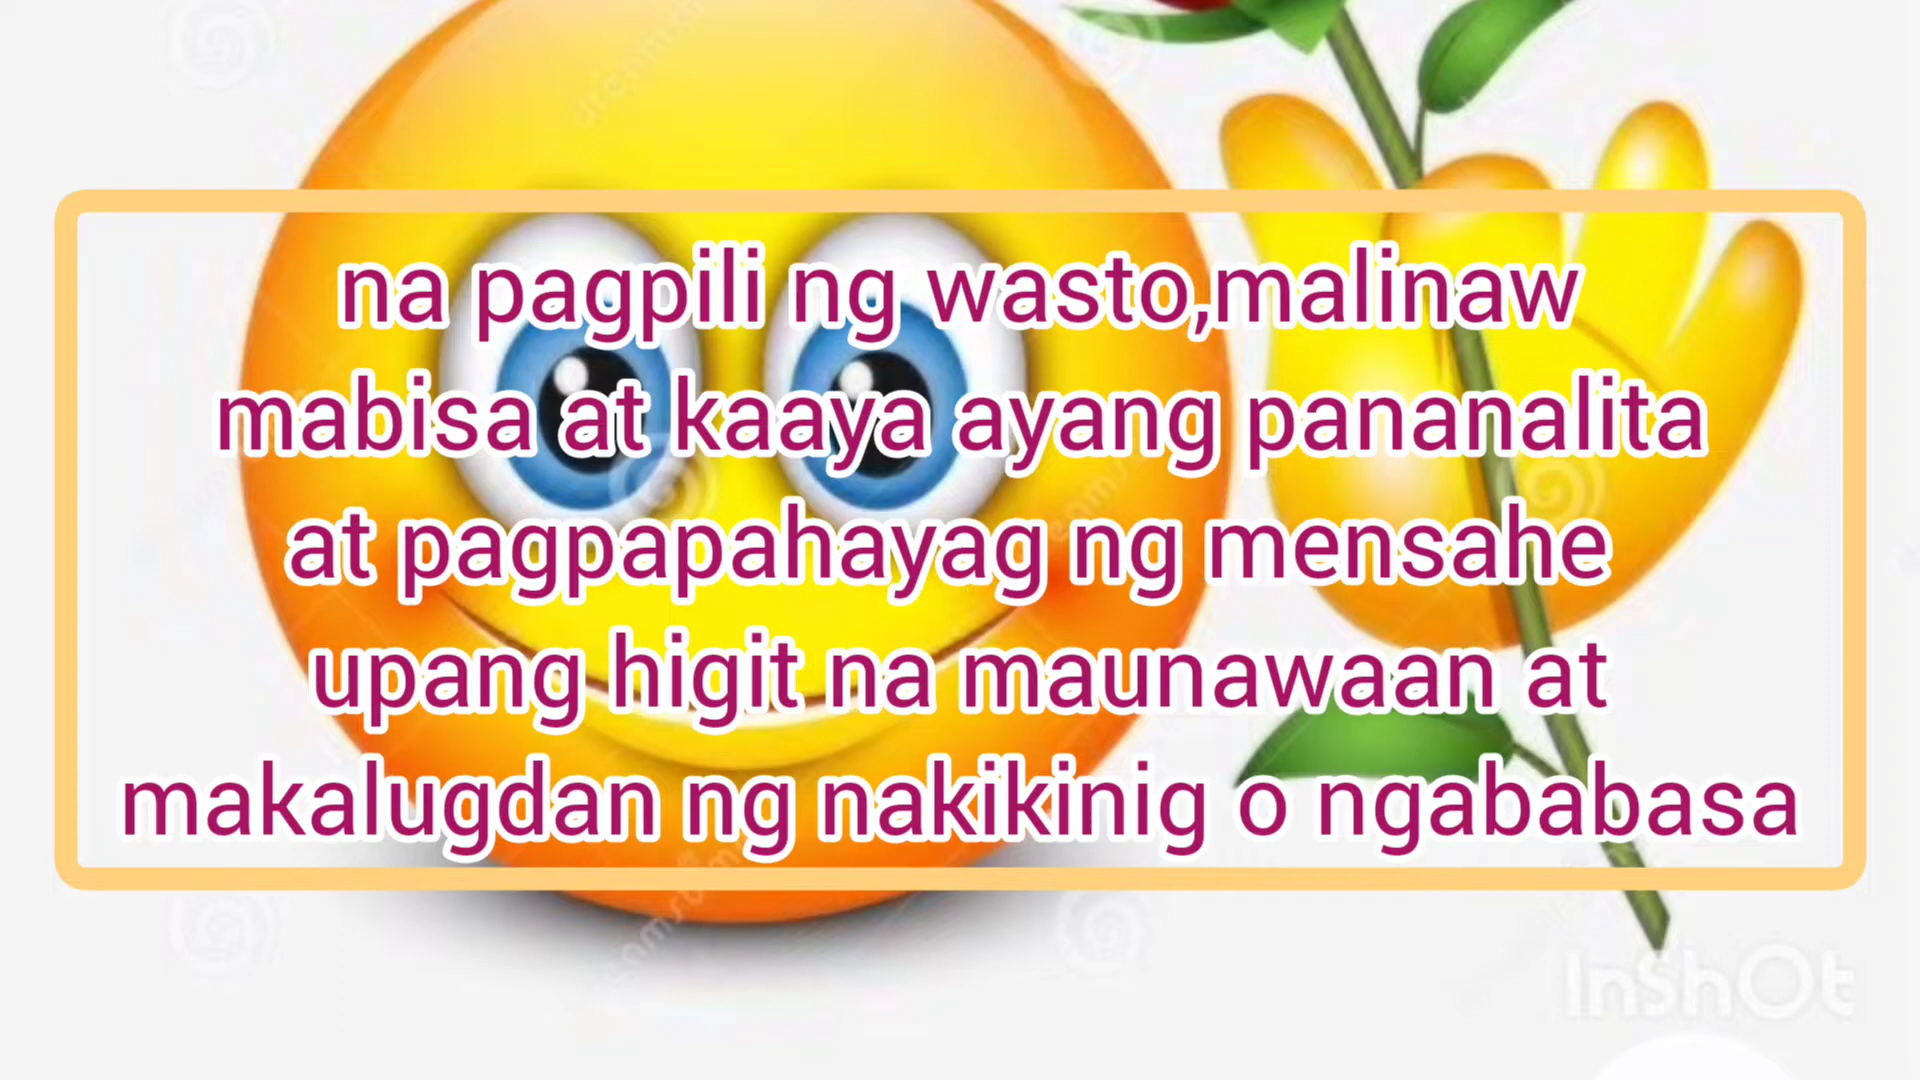 na pagpili ng wasto,malinaw
mabisa at kaaya ayang pananalita
at pagpapahayag ng mensahe
upang higit na maunawaan at
makalugdan ng nakikinig o ngababasa
InShOt